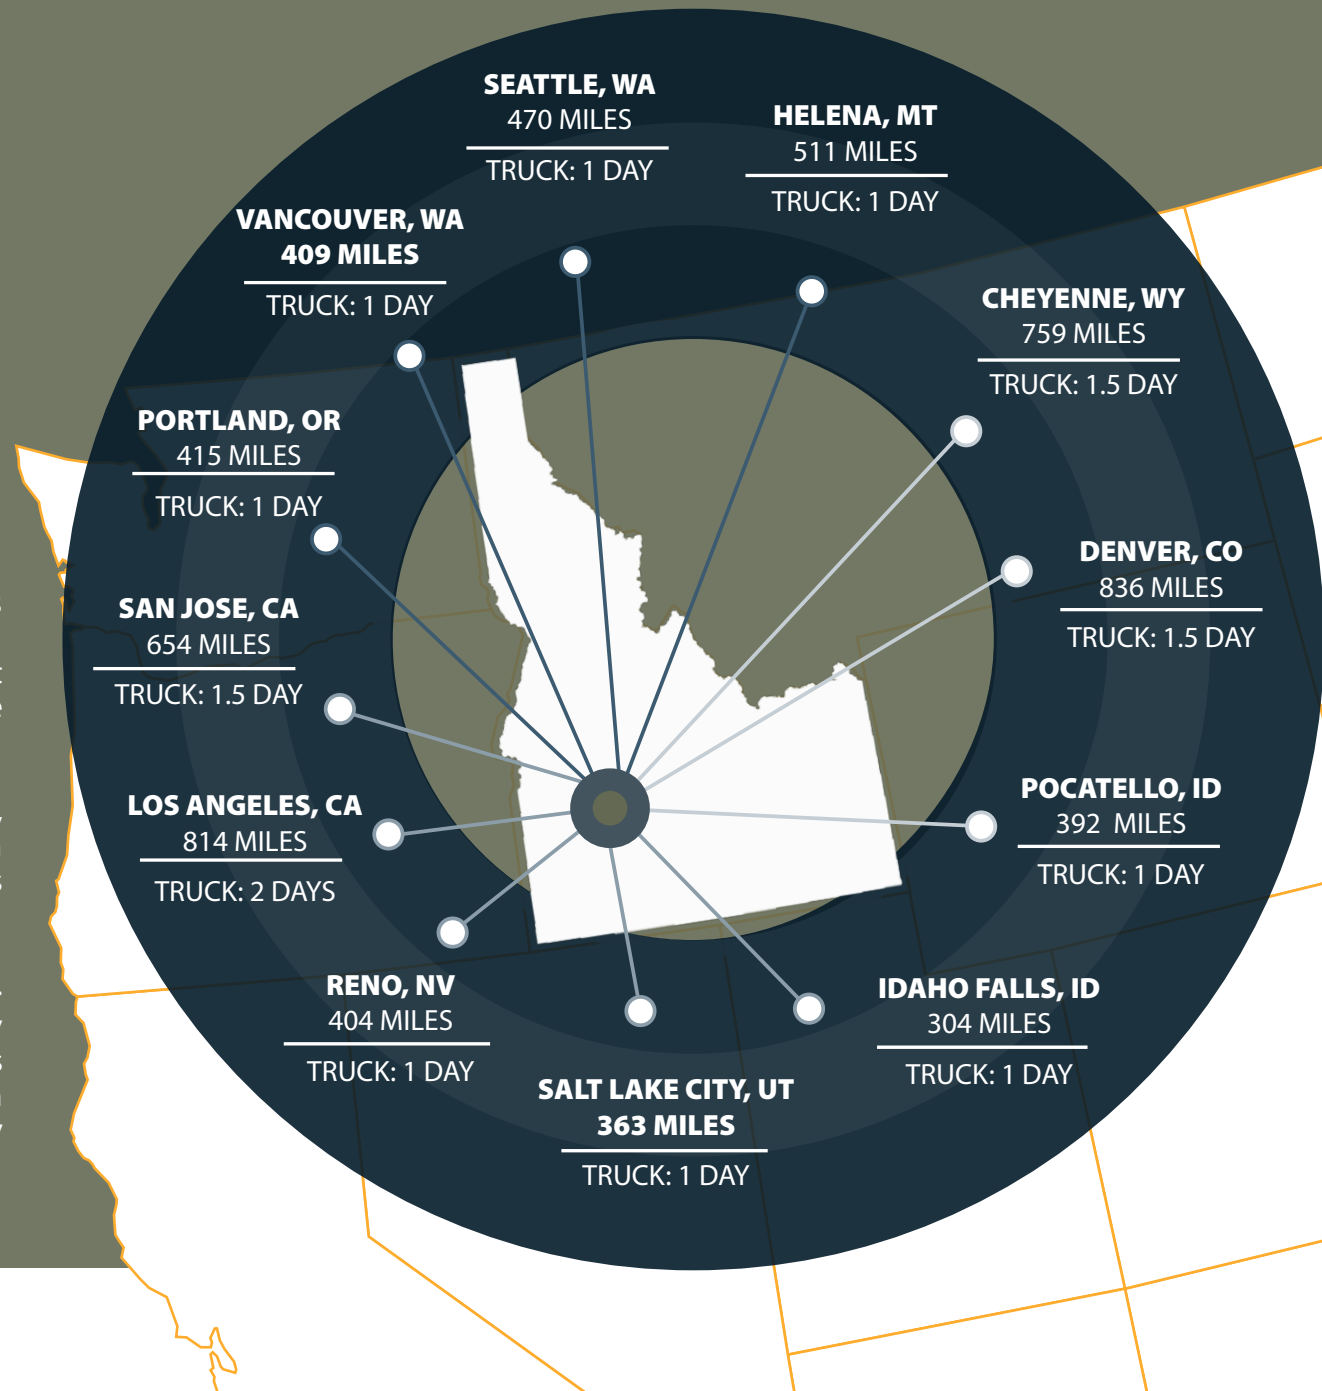 SEATTLE, WA
470 MILES
TRUCK: 1 DAY
HELENA, MT
511 MILES
TRUCK: 1 DAY
VANCOUVER, WA
409 MILES
TRUCK: 1 DAY
CHEYENNE, WY
759 MILES
TRUCK: 1.5 DAY
PORTLAND, OR
415 MILES
TRUCK: 1 DAY
DENVER, CO
836 MILES
TRUCK: 1.5 DAY
SAN JOSE, CA
654 MILES
TRUCK: 1.5 DAY
POCATELLO, ID
392 MILES
TRUCK: 1 DAY
LOS ANGELES, CA
814 MILES
TRUCK: 2 DAYS
RENO, NV
404 MILES
TRUCK: 1 DAY
IDAHO FALLS, ID
304 MILES
TRUCK: 1 DAY
SALT LAKE CITY, UT
363 MILES
TRUCK: 1 DAY